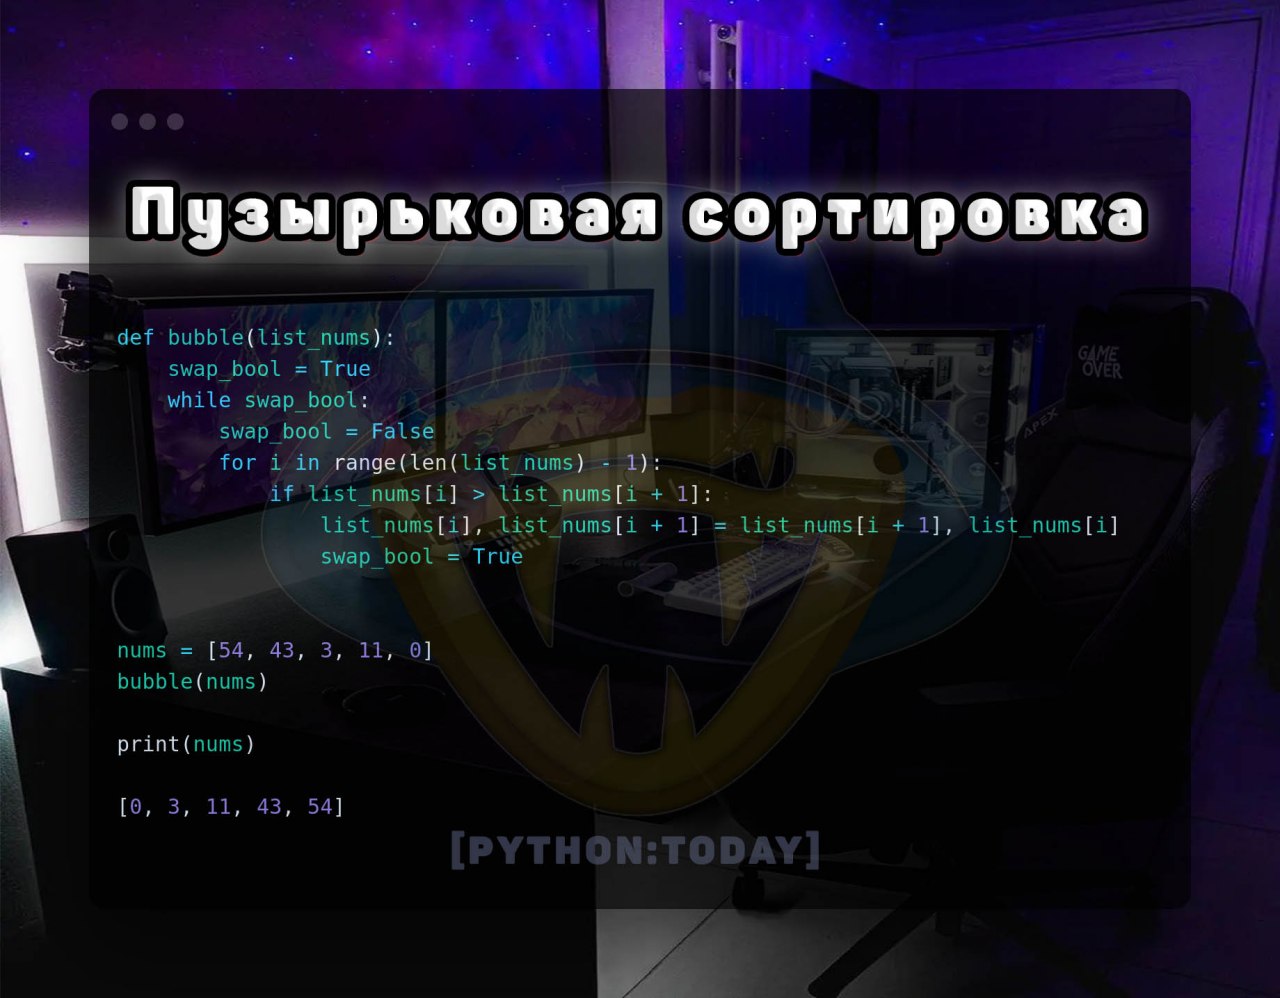 Пузырьковая сортировка
GAME
OVER
APEX
def bubble(list_nums):
    swap_bool = True
    while swap_bool:
        swap_bool = False
        for i in range(len(list_nums) - 1):
            if list_nums[i] > list_nums[i + 1]:
                list_nums[i], list_nums[i + 1] = list_nums[i + 1], list_nums[i]
                swap_bool = True
nums = [54, 43, 3, 11, 0]
bubble(nums)
print(nums)
[0, 3, 11, 43, 54]
[PYTHON:TODAY]